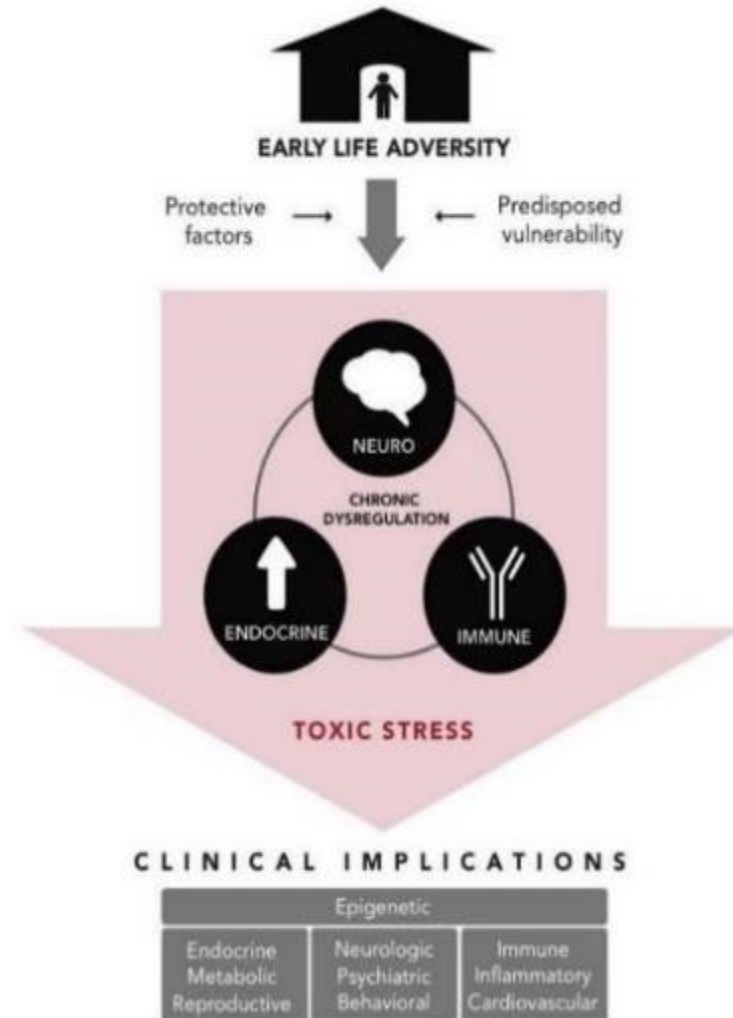 EARLY LIFE ADVERSITY
Protective
factors
Predisposed
vulnerability
NEURO
CHRONIC
DYSREGULATION
ENDOCRINE
IMMUNE
TOXIC STRESS
CLINICAL IMPLICATIONS
Epigenetic
Endocrine
Metabolic
Reproductive
Neurologic
Psychiatric
Behavioral
Immune
Inflammatory
Cardiovascular